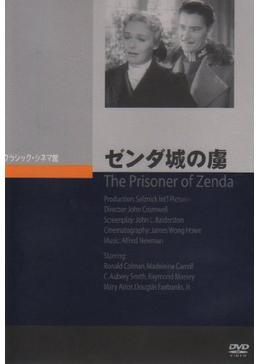 クラシック・シネマ館
ゼンダ城の虜
The Prisoner of Zenda
Production: Selznick Int'l Pictures
Director: John Cromwell
Screenplay: John L. Balderston
Cinematography: James Wong Howe
Music: Alfred Newman
Starring:
Ronald Colman, Madeleine Carroll
C. Aubrey Smith, Raymond Massey
Mary Astor, Douglas Fairbanks, Jr.
DVD
VIDEO